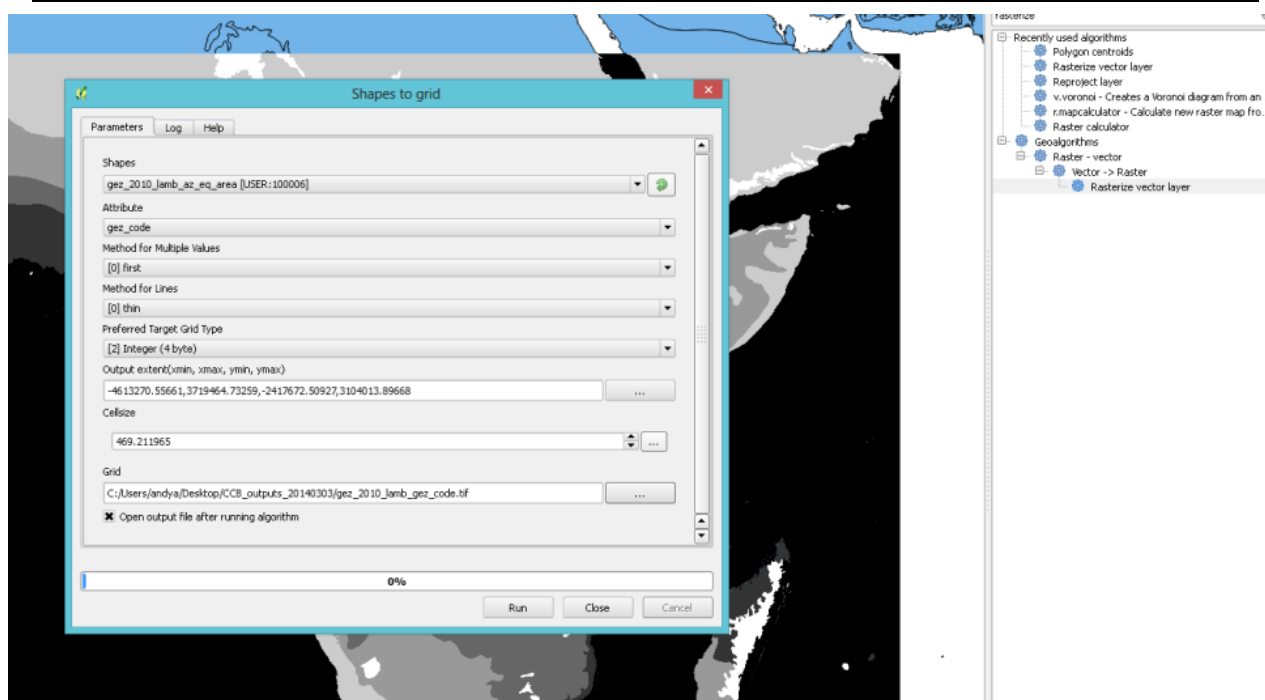 Shapes to grid
Parameters
Log
Help
Shapes
gez_2010_lamb_az_eq_area [USER:100006]
Attribute
gez_code
Method for Multiple Values
[0] first
Method for Lines
[0] thin
Preferred Target Grid Type
[2] Integer (4 byte)
Output extent(xmin, xmax, ymin, ymax)
-4613270.55661,3719464.73259,-2417672.50927,3104013.89668
...
Cellsize
469.211965
...
Grid
C:/Users/andya/Desktop/CCB_outputs_20140303/gez_2010_lamb_gez_code.tif
...
Open output file after running algorithm
0%
Run
Close
Cancel
rasterize
Recently used algorithms
Polygon centroids
Rasterize vector layer
Reproject layer
v.voronoi - Creates a Voronoi diagram from an
r.mapcalculator - Calculate new raster map fro.
Raster calculator
Geoalgorithms
Raster - vector
Vector -> Raster
Rasterize vector layer